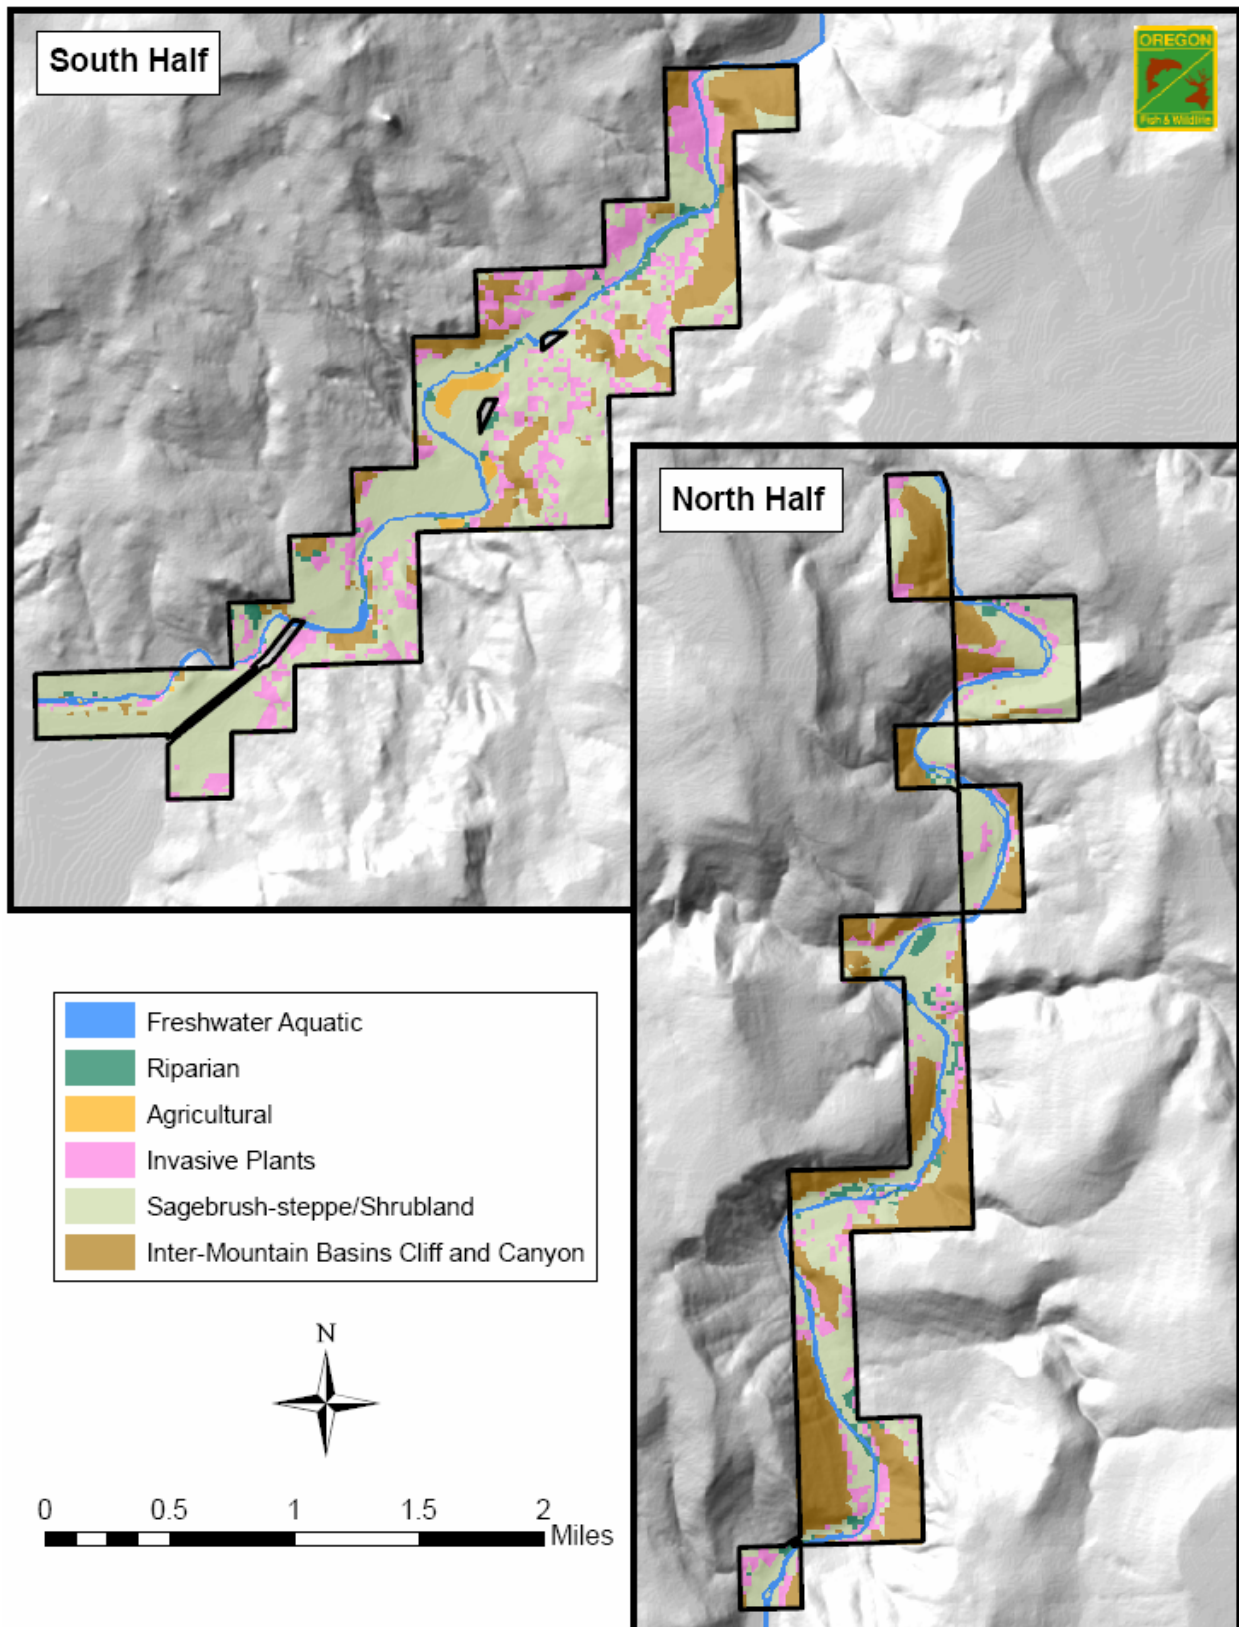 South Half
OREGON
Fish & Wildlife
North Half
Freshwater Aquatic
Riparian
Agricultural
Invasive Plants
Sagebrush-steppe/Shrubland
Inter-Mountain Basins Cliff and Canyon
N
0 0.5 1 1.5 2
Miles